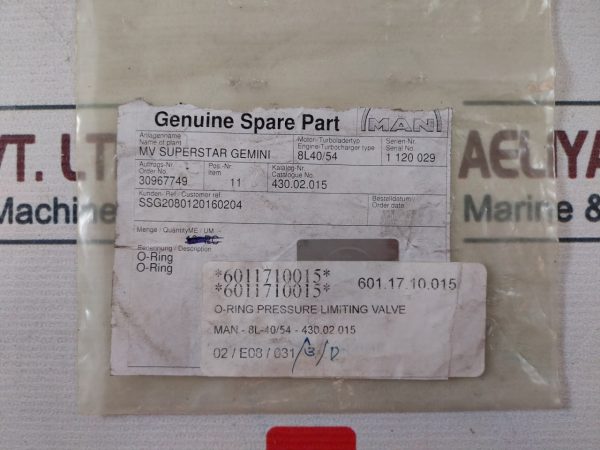 Genuine Spare Part
MAN
Anlagenname
Name of plant
MV SUPERSTAR GEMINI
Motor-/Turboladertyp
Engine/Turbocharger type
8L40/54
Serien Nr.
Serial No.
1 120 029
Auftrags-Nr.
Order No.
30967749
Pos.-Nr.
Item
11
Katalog-Nr.
Catalogue No.
430.02.015
Kunden- Ref./ Customer ref.
SSG2080120160204
Bestelldatum /
Order date
Menge / Quantity
ME / UM
Benennung / Description
O-Ring
O-Ring
*6011710015*
*6011710015*
601.17.10.015
O-RING PRESSURE LIMITING VALVE
MAN - 8L-40/54 - 430.02.015
02 / E08 / 031 / 3 / D
VT. LT
Machine
AELIYA
Marine &